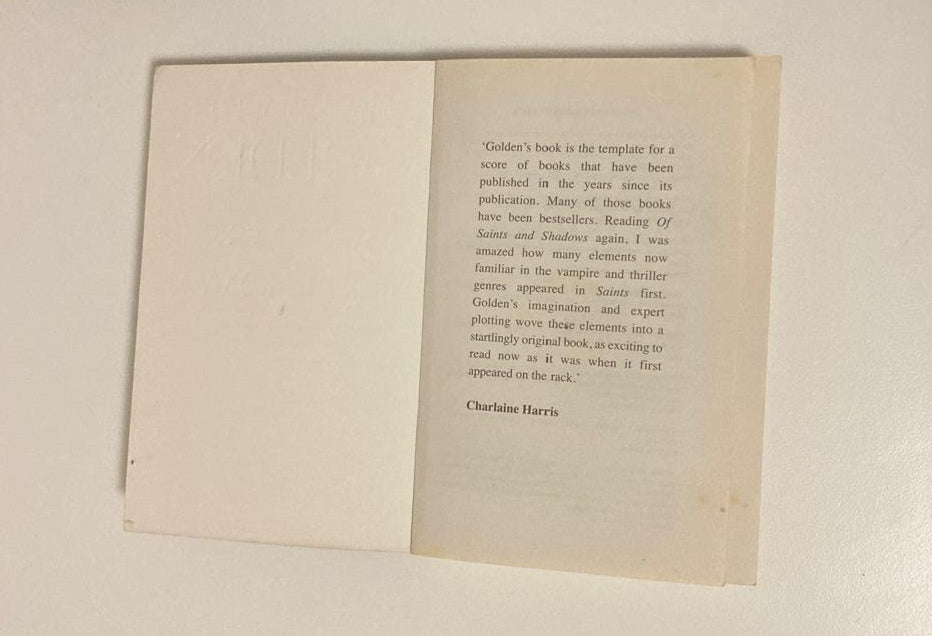 'Golden's book is the template for a
score of books that have been
published in the years since its
publication. Many of those books
have been bestsellers. Reading Of
Saints and Shadows again, I was
amazed how many elements now
familiar in the vampire and thriller
genres appeared in Saints first.
Golden's imagination and expert
plotting wove these elements into a
startlingly original book, as exciting to
read now as it was when it first
appeared on the rack.'
Charlaine Harris